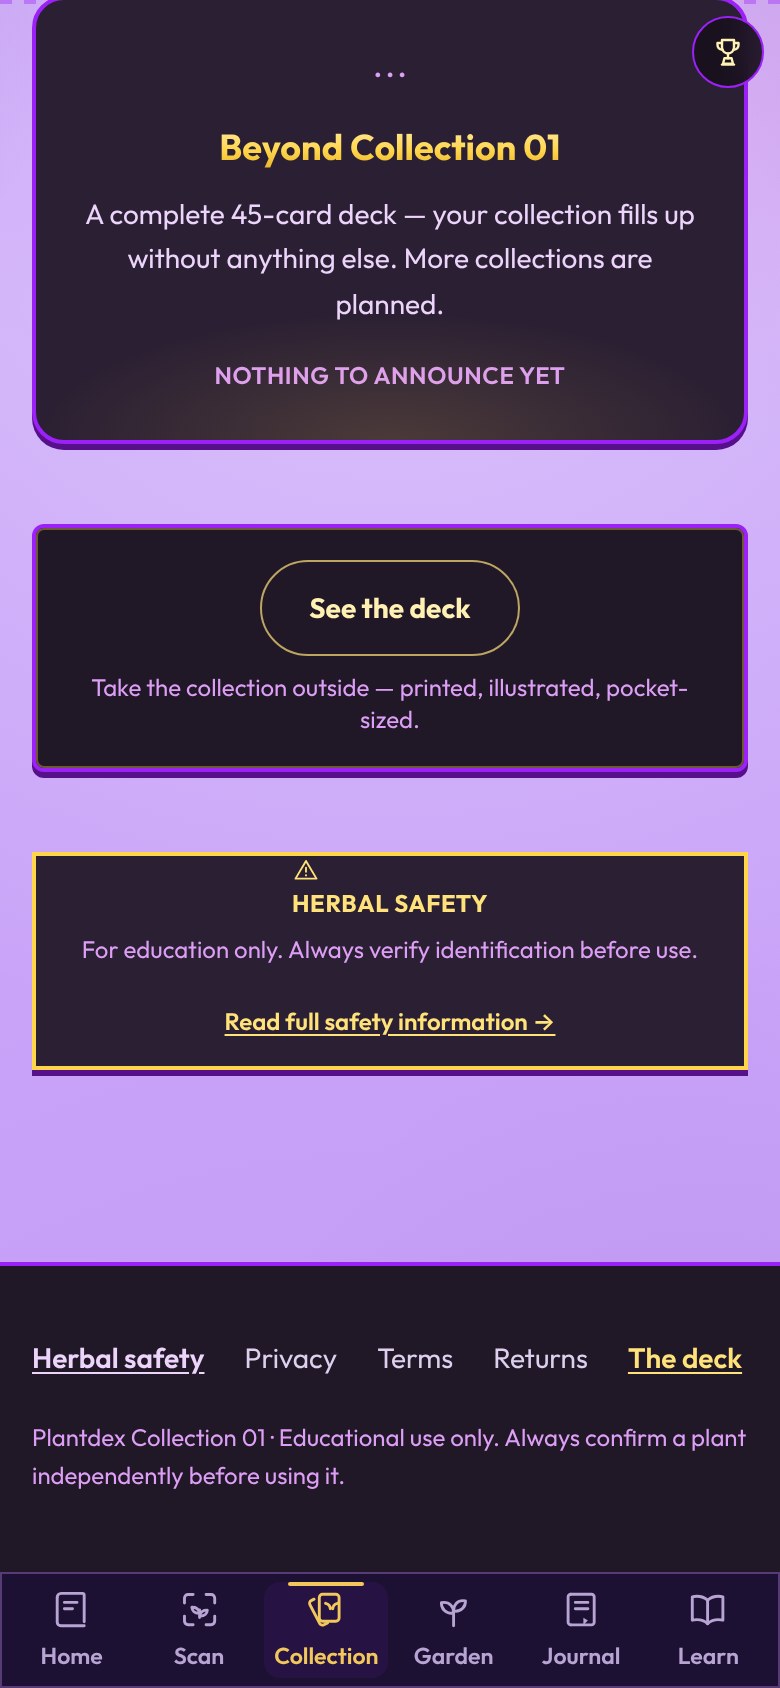 ...
Beyond Collection 01
A complete 45-card deck — your collection fills up
without anything else. More collections are
planned.
NOTHING TO ANNOUNCE YET
See the deck
Take the collection outside — printed, illustrated, pocket-
sized.
HERBAL SAFETY
For education only. Always verify identification before use.
Read full safety information →
Herbal safety Privacy Terms Returns The deck
Plantdex Collection 01 · Educational use only. Always confirm a plant
independently before using it.
Home Scan Collection Garden Journal Learn